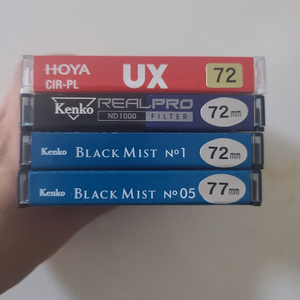 HOYA
CIR-PL
UX
72
Kenko
REALPRO
ND1000 FILTER
72mm
Kenko BLACK MIST No1 72mm
Kenko BLACK MIST No05 77mm